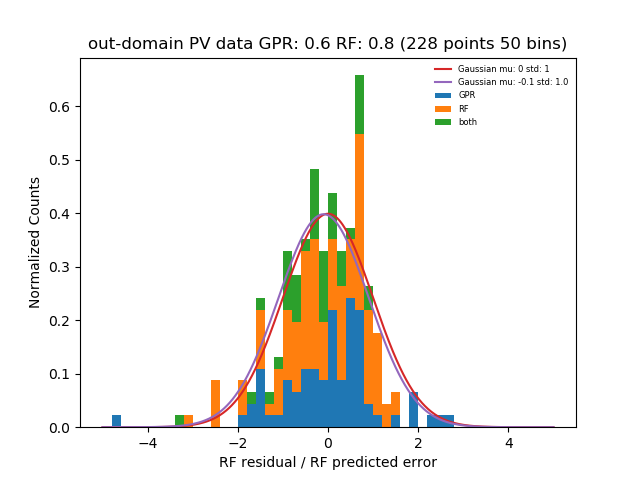 out-domain PV data GPR: 0.6 RF: 0.8 (228 points 50 bins)
Gaussian mu: 0 std: 1
Gaussian mu: -0.1 std: 1.0
GPR
RF
both
Normalized Counts
0.6
0.5
0.4
0.3
0.2
0.1
0.0
−4
−2
0
2
4
RF residual / RF predicted error